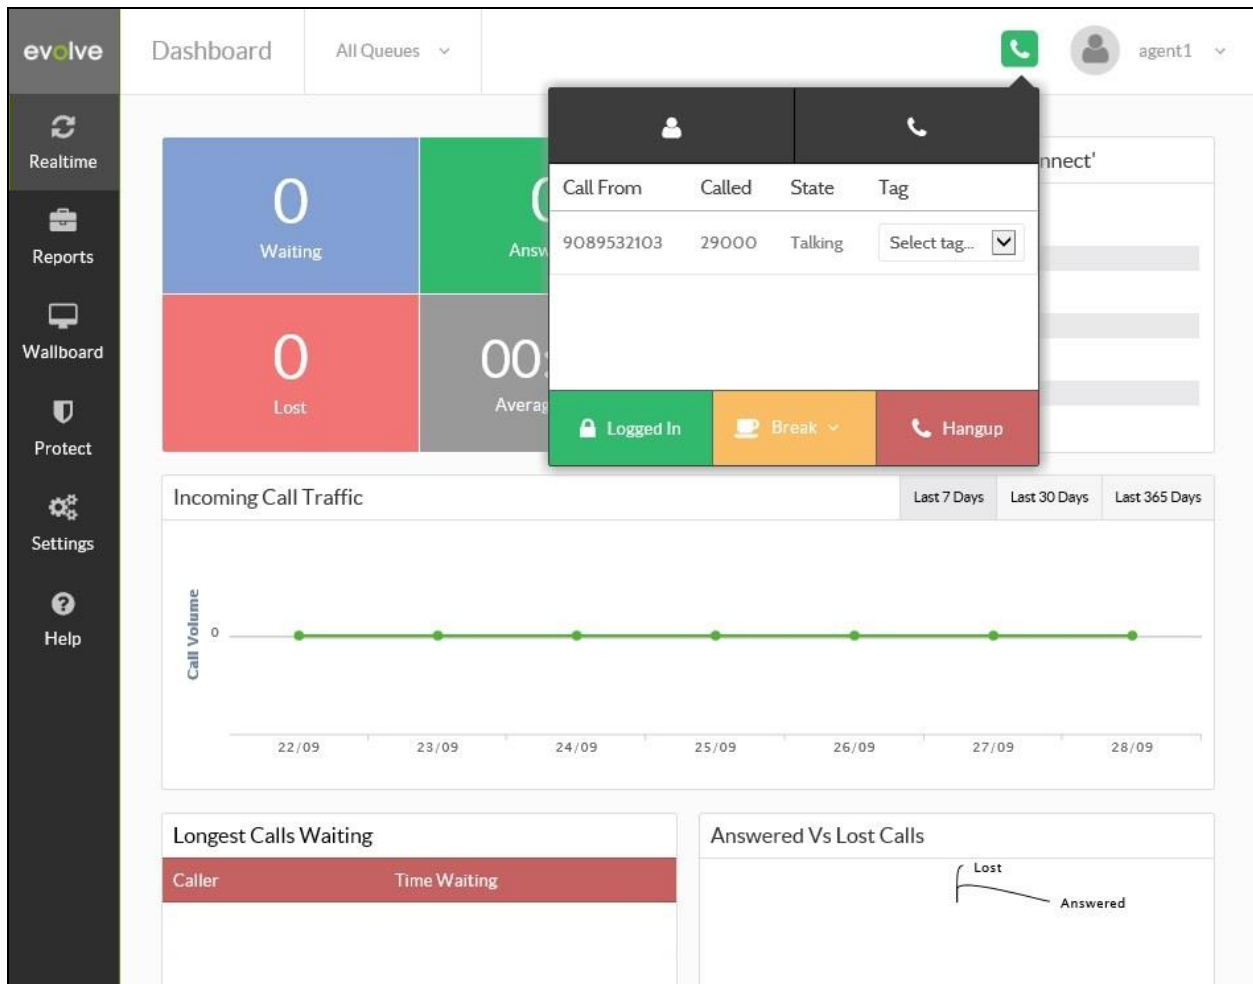 evolve
Dashboard
All Queues
agent1
Realtime
Reports
Wallboard
Protect
Settings
Help
0
Waiting
0
Lost
00:
Call From Called State Tag
9089532103 29000 Talking Select tag...
Logged In
Break
Hangup
Incoming Call Traffic
Last 7 Days Last 30 Days Last 365 Days
Call Volume
0
22/09 23/09 24/09 25/09 26/09 27/09 28/09
Longest Calls Waiting
Caller Time Waiting
Answered Vs Lost Calls
Lost
Answered